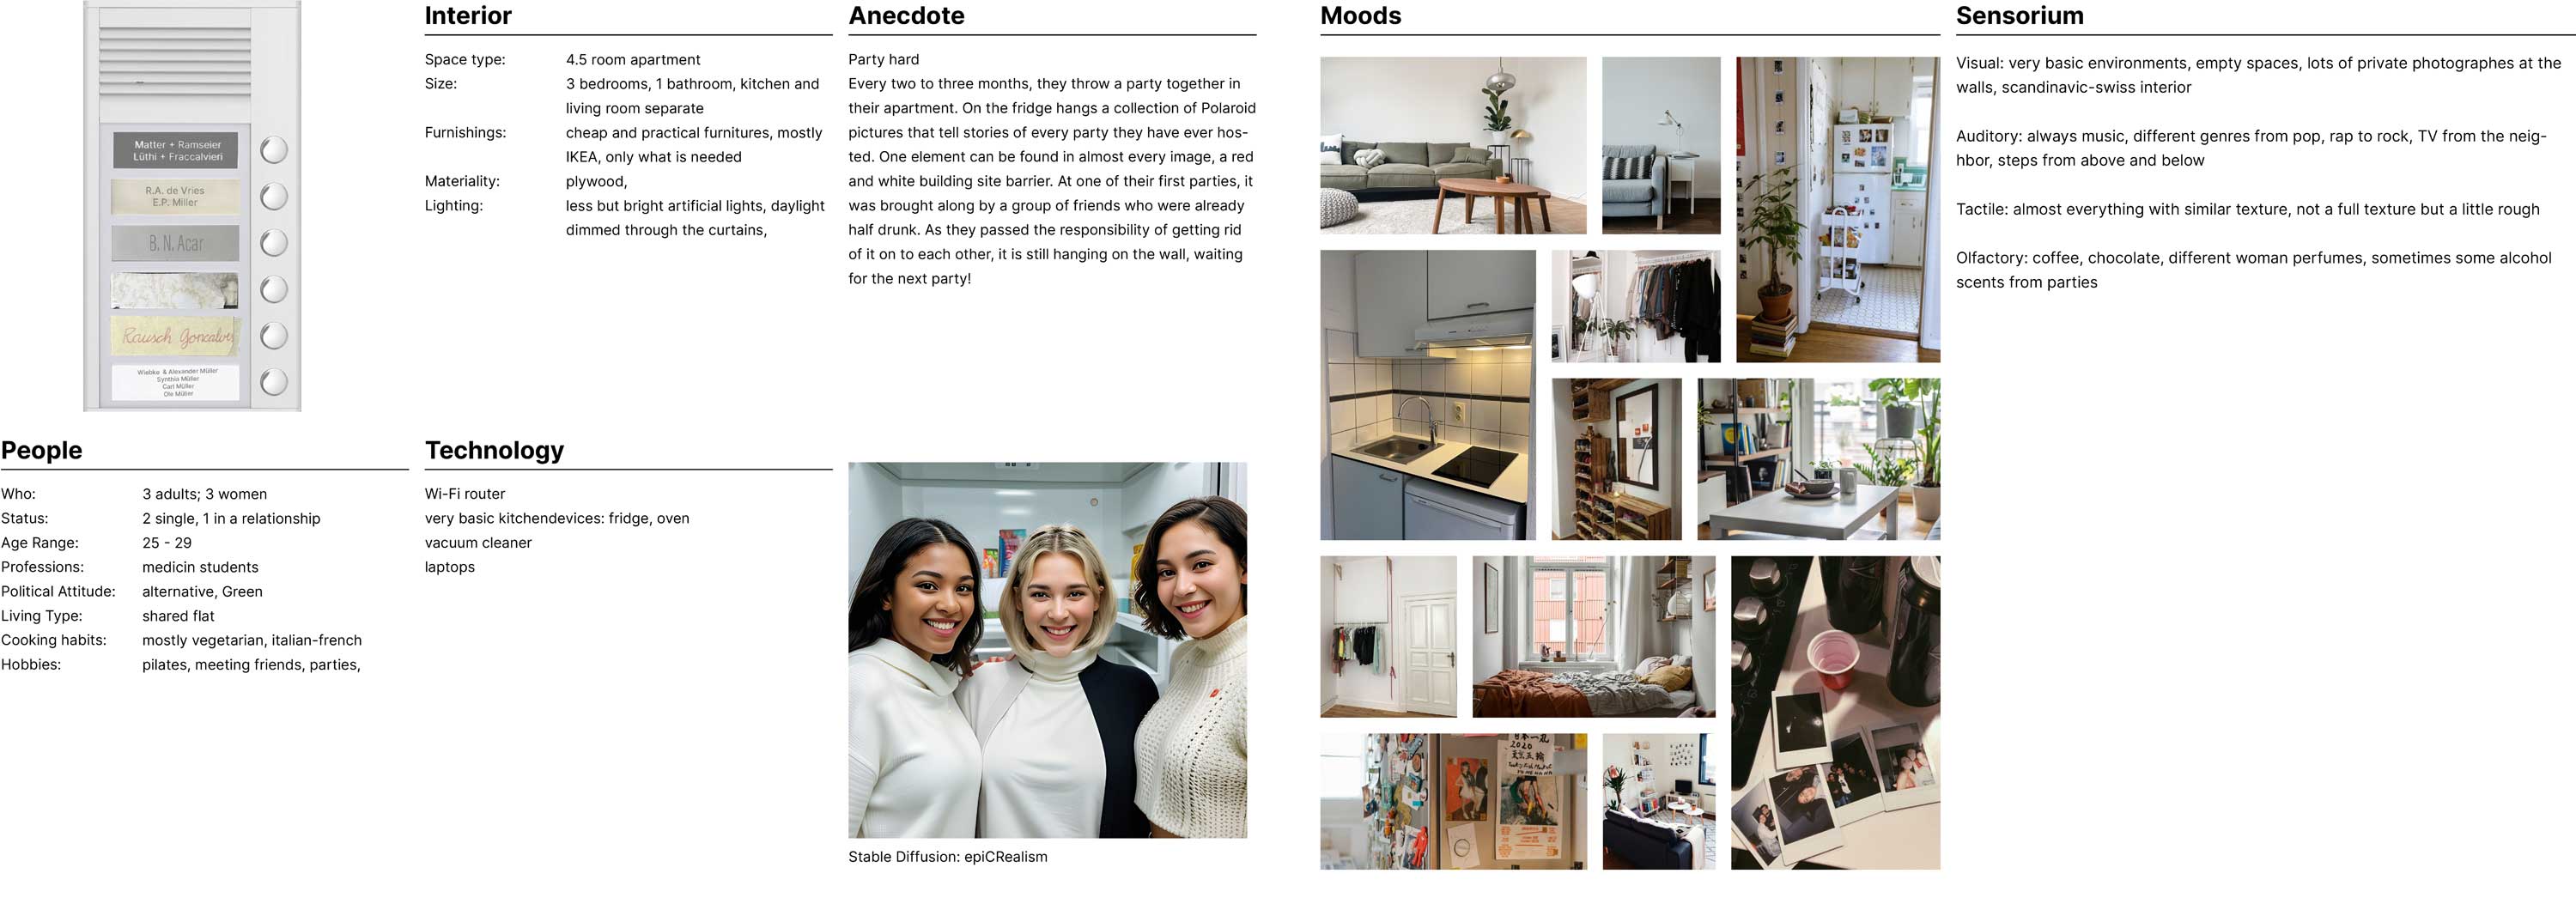 Matter + Ramseier
Lüthi + Fraccalvieri
R.A. de Vries
E.P. Miller
B. N. Acar
Rausch Goncalves
Wiebke & Alexander Müller
Synthia Müller
Carl Müller
Ole Müller
People
Who: 3 adults; 3 women
Status: 2 single, 1 in a relationship
Age Range: 25 - 29
Professions: medicin students
Political Attitude: alternative, Green
Living Type: shared flat
Cooking habits: mostly vegetarian, italian-french
Hobbies: pilates, meeting friends, parties,
Interior
Space type: 4.5 room apartment
Size: 3 bedrooms, 1 bathroom, kitchen and
living room separate
Furnishings: cheap and practical furnitures, mostly
IKEA, only what is needed
Materiality: plywood,
Lighting: less but bright artificial lights, daylight
dimmed through the curtains,
Technology
Wi-Fi router
very basic kitchendevices: fridge, oven
vacuum cleaner
laptops
Anecdote
Party hard
Every two to three months, they throw a party together in
their apartment. On the fridge hangs a collection of Polaroid
pictures that tell stories of every party they have ever hos-
ted. One element can be found in almost every image, a red
and white building site barrier. At one of their first parties, it
was brought along by a group of friends who were already
half drunk. As they passed the responsibility of getting rid
of it on to each other, it is still hanging on the wall, waiting
for the next party!
Stable Diffusion: epiCRealism
Moods
2020
Sensorium
Visual: very basic environments, empty spaces, lots of private photographes at the
walls, scandinavic-swiss interior
Auditory: always music, different genres from pop, rap to rock, TV from the neig-
hbor, steps from above and below
Tactile: almost everything with similar texture, not a full texture but a little rough
Olfactory: coffee, chocolate, different woman perfumes, sometimes some alcohol
scents from parties